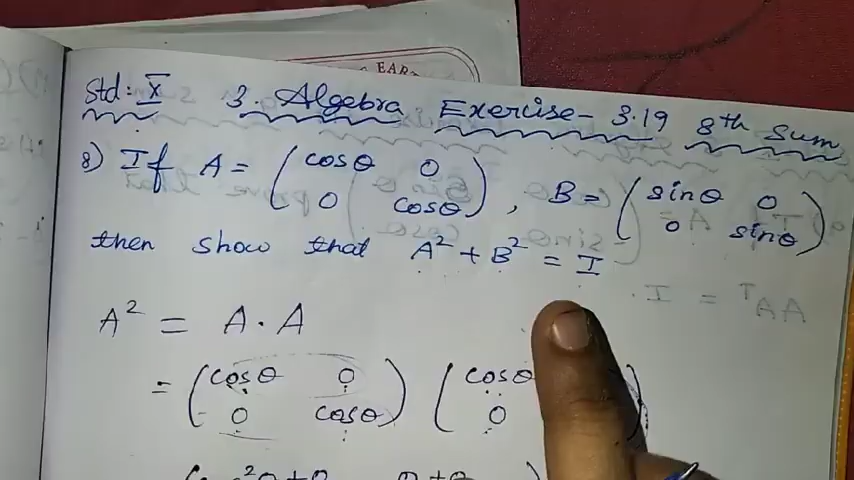 EAR
Std: X 3. Algebra Exercise - 3.19 8th Sum
8) If A = (cosθ 0
0 cosθ), B = (sinθ 0
0 sinθ)
then show that A² + B² = I
A² = A . A
= (cosθ 0
0 cosθ) (cosθ
0 )